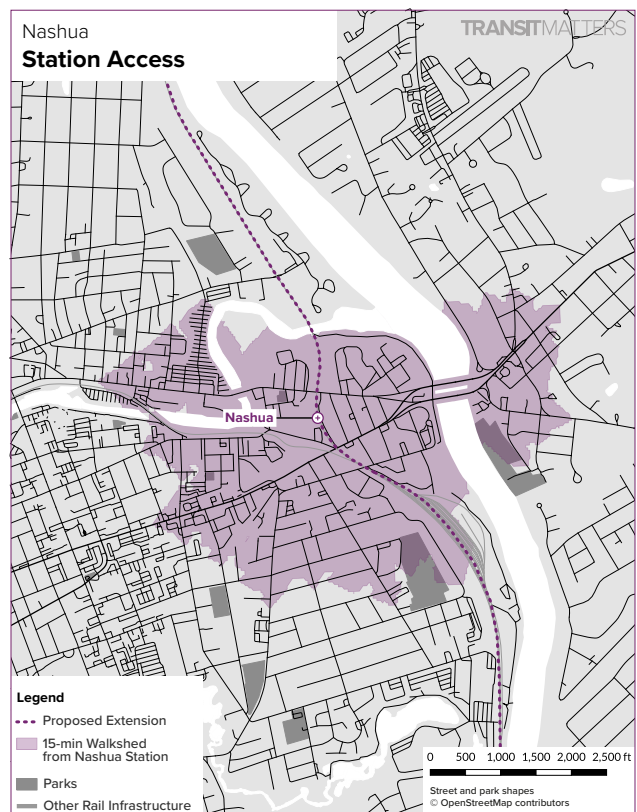 Nashua
Station Access
TRANSITMATTERS
Nashua
Legend
Proposed Extension
15-min Walkshed
from Nashua Station
Parks
Other Rail Infrastructure
0 500 1,000 1,500 2,000 2,500 ft
Street and park shapes
© OpenStreetMap contributors